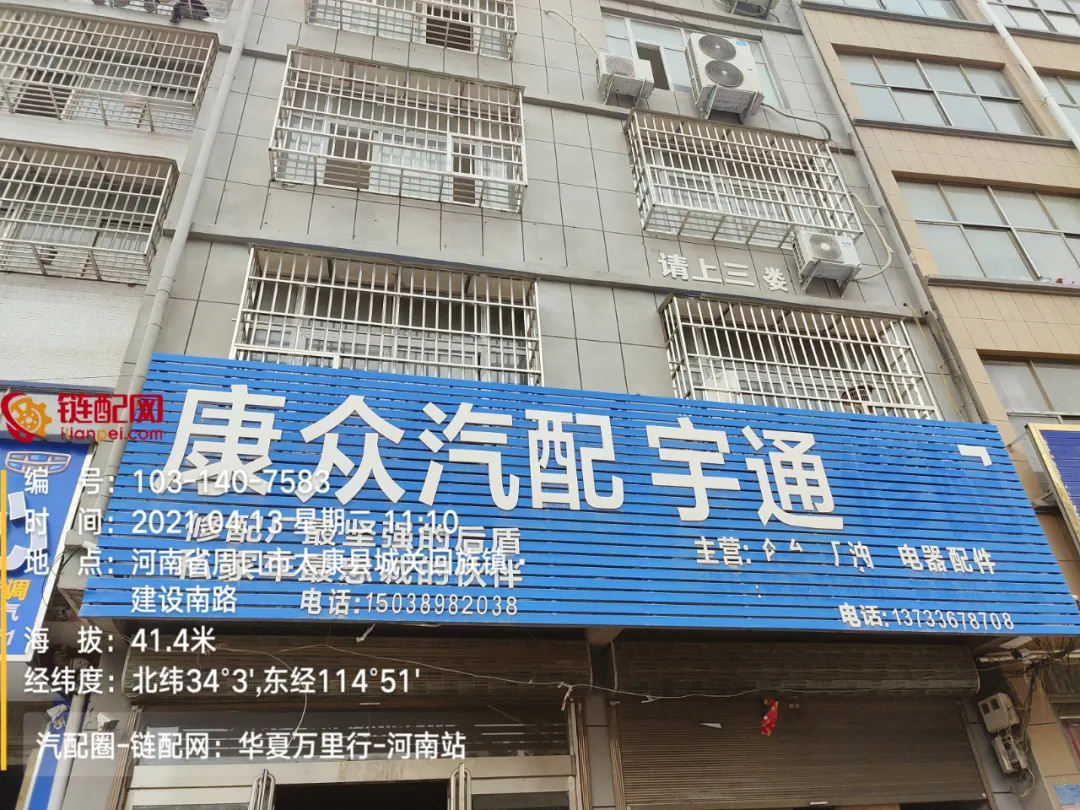 请上三娄
链配网
lianpei.com
康众汽配 宇通
编 号：103-140-7583
时 间：2021.04.13 星期二 11:10
修配厂最坚强的后盾
主营: 电器配件
地 点：河南省周口市太康县城关回族镇·
建设南路
电话:15038982038
电话:13733678708
海 拔：41.4米
经纬度：北纬34°3',东经114°51'
汽配圈-链配网：华夏万里行-河南站